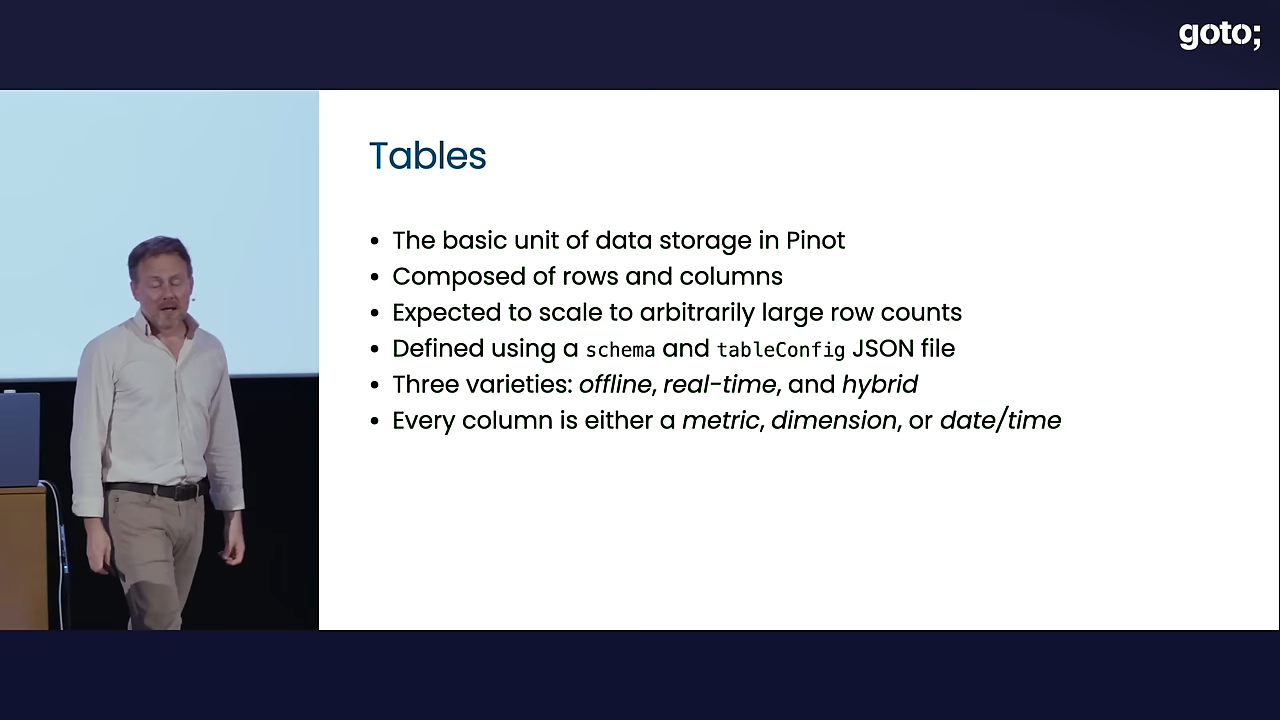 goto;
Tables
• The basic unit of data storage in Pinot
• Composed of rows and columns
• Expected to scale to arbitrarily large row counts
• Defined using a schema and tableConfig JSON file
• Three varieties: offline, real-time, and hybrid
• Every column is either a metric, dimension, or date/time